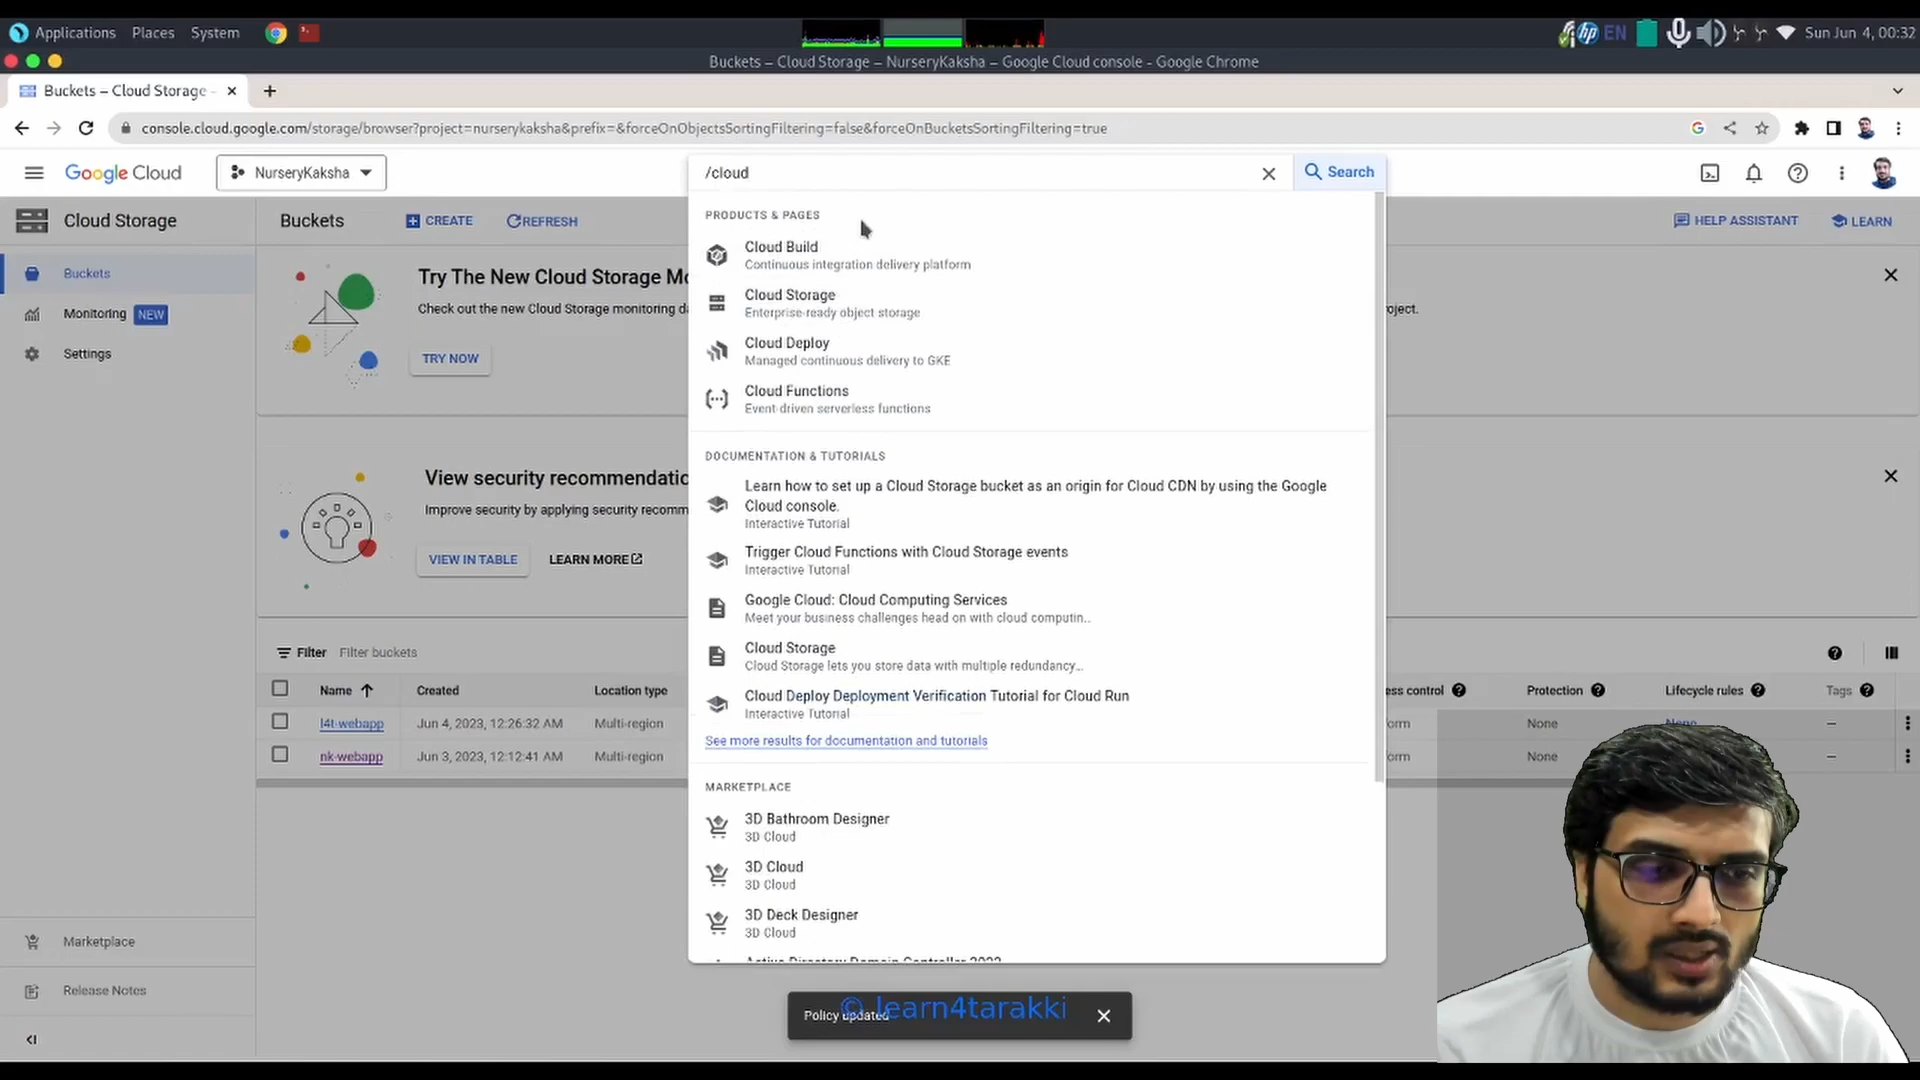 Applications Places System
EN
Sun Jun 4, 00:32
Buckets – Cloud Storage – NurseryKaksha – Google Cloud console - Google Chrome
Buckets – Cloud Storage –
console.cloud.google.com/storage/browser?project=nurserykaksha&prefix=&forceOnObjectsSortingFiltering=false&forceOnBucketsSortingFiltering=true
Google Cloud
NurseryKaksha
/cloud
Search
Cloud Storage
Buckets
CREATE
REFRESH
HELP ASSISTANT
LEARN
Buckets
Monitoring NEW
Settings
Marketplace
Release Notes
Try The New Cloud Storage Mo
Check out the new Cloud Storage monitoring da
oject.
TRY NOW
View security recommendatio
Improve security by applying security recomm
VIEW IN TABLE
LEARN MORE
PRODUCTS & PAGES
Cloud Build
Continuous integration delivery platform
Cloud Storage
Enterprise-ready object storage
Cloud Deploy
Managed continuous delivery to GKE
Cloud Functions
Event-driven serverless functions
DOCUMENTATION & TUTORIALS
Learn how to set up a Cloud Storage bucket as an origin for Cloud CDN by using the Google
Cloud console.
Interactive Tutorial
Trigger Cloud Functions with Cloud Storage events
Interactive Tutorial
Google Cloud: Cloud Computing Services
Meet your business challenges head on with cloud computin..
Cloud Storage
Cloud Storage lets you store data with multiple redundancy...
Cloud Deploy Deployment Verification Tutorial for Cloud Run
Interactive Tutorial
See more results for documentation and tutorials
MARKETPLACE
3D Bathroom Designer
3D Cloud
3D Cloud
3D Cloud
3D Deck Designer
3D Cloud
Active Directory Domain Controller 2022
Filter Filter buckets
Name Created Location type ess control Protection Lifecycle rules Tags
l4t-webapp Jun 4, 2023, 12:26:32 AM Multi-region form None None –
nk-webapp Jun 3, 2023, 12:12:41 AM Multi-region form None –
Policy updated
© learn4tarakki